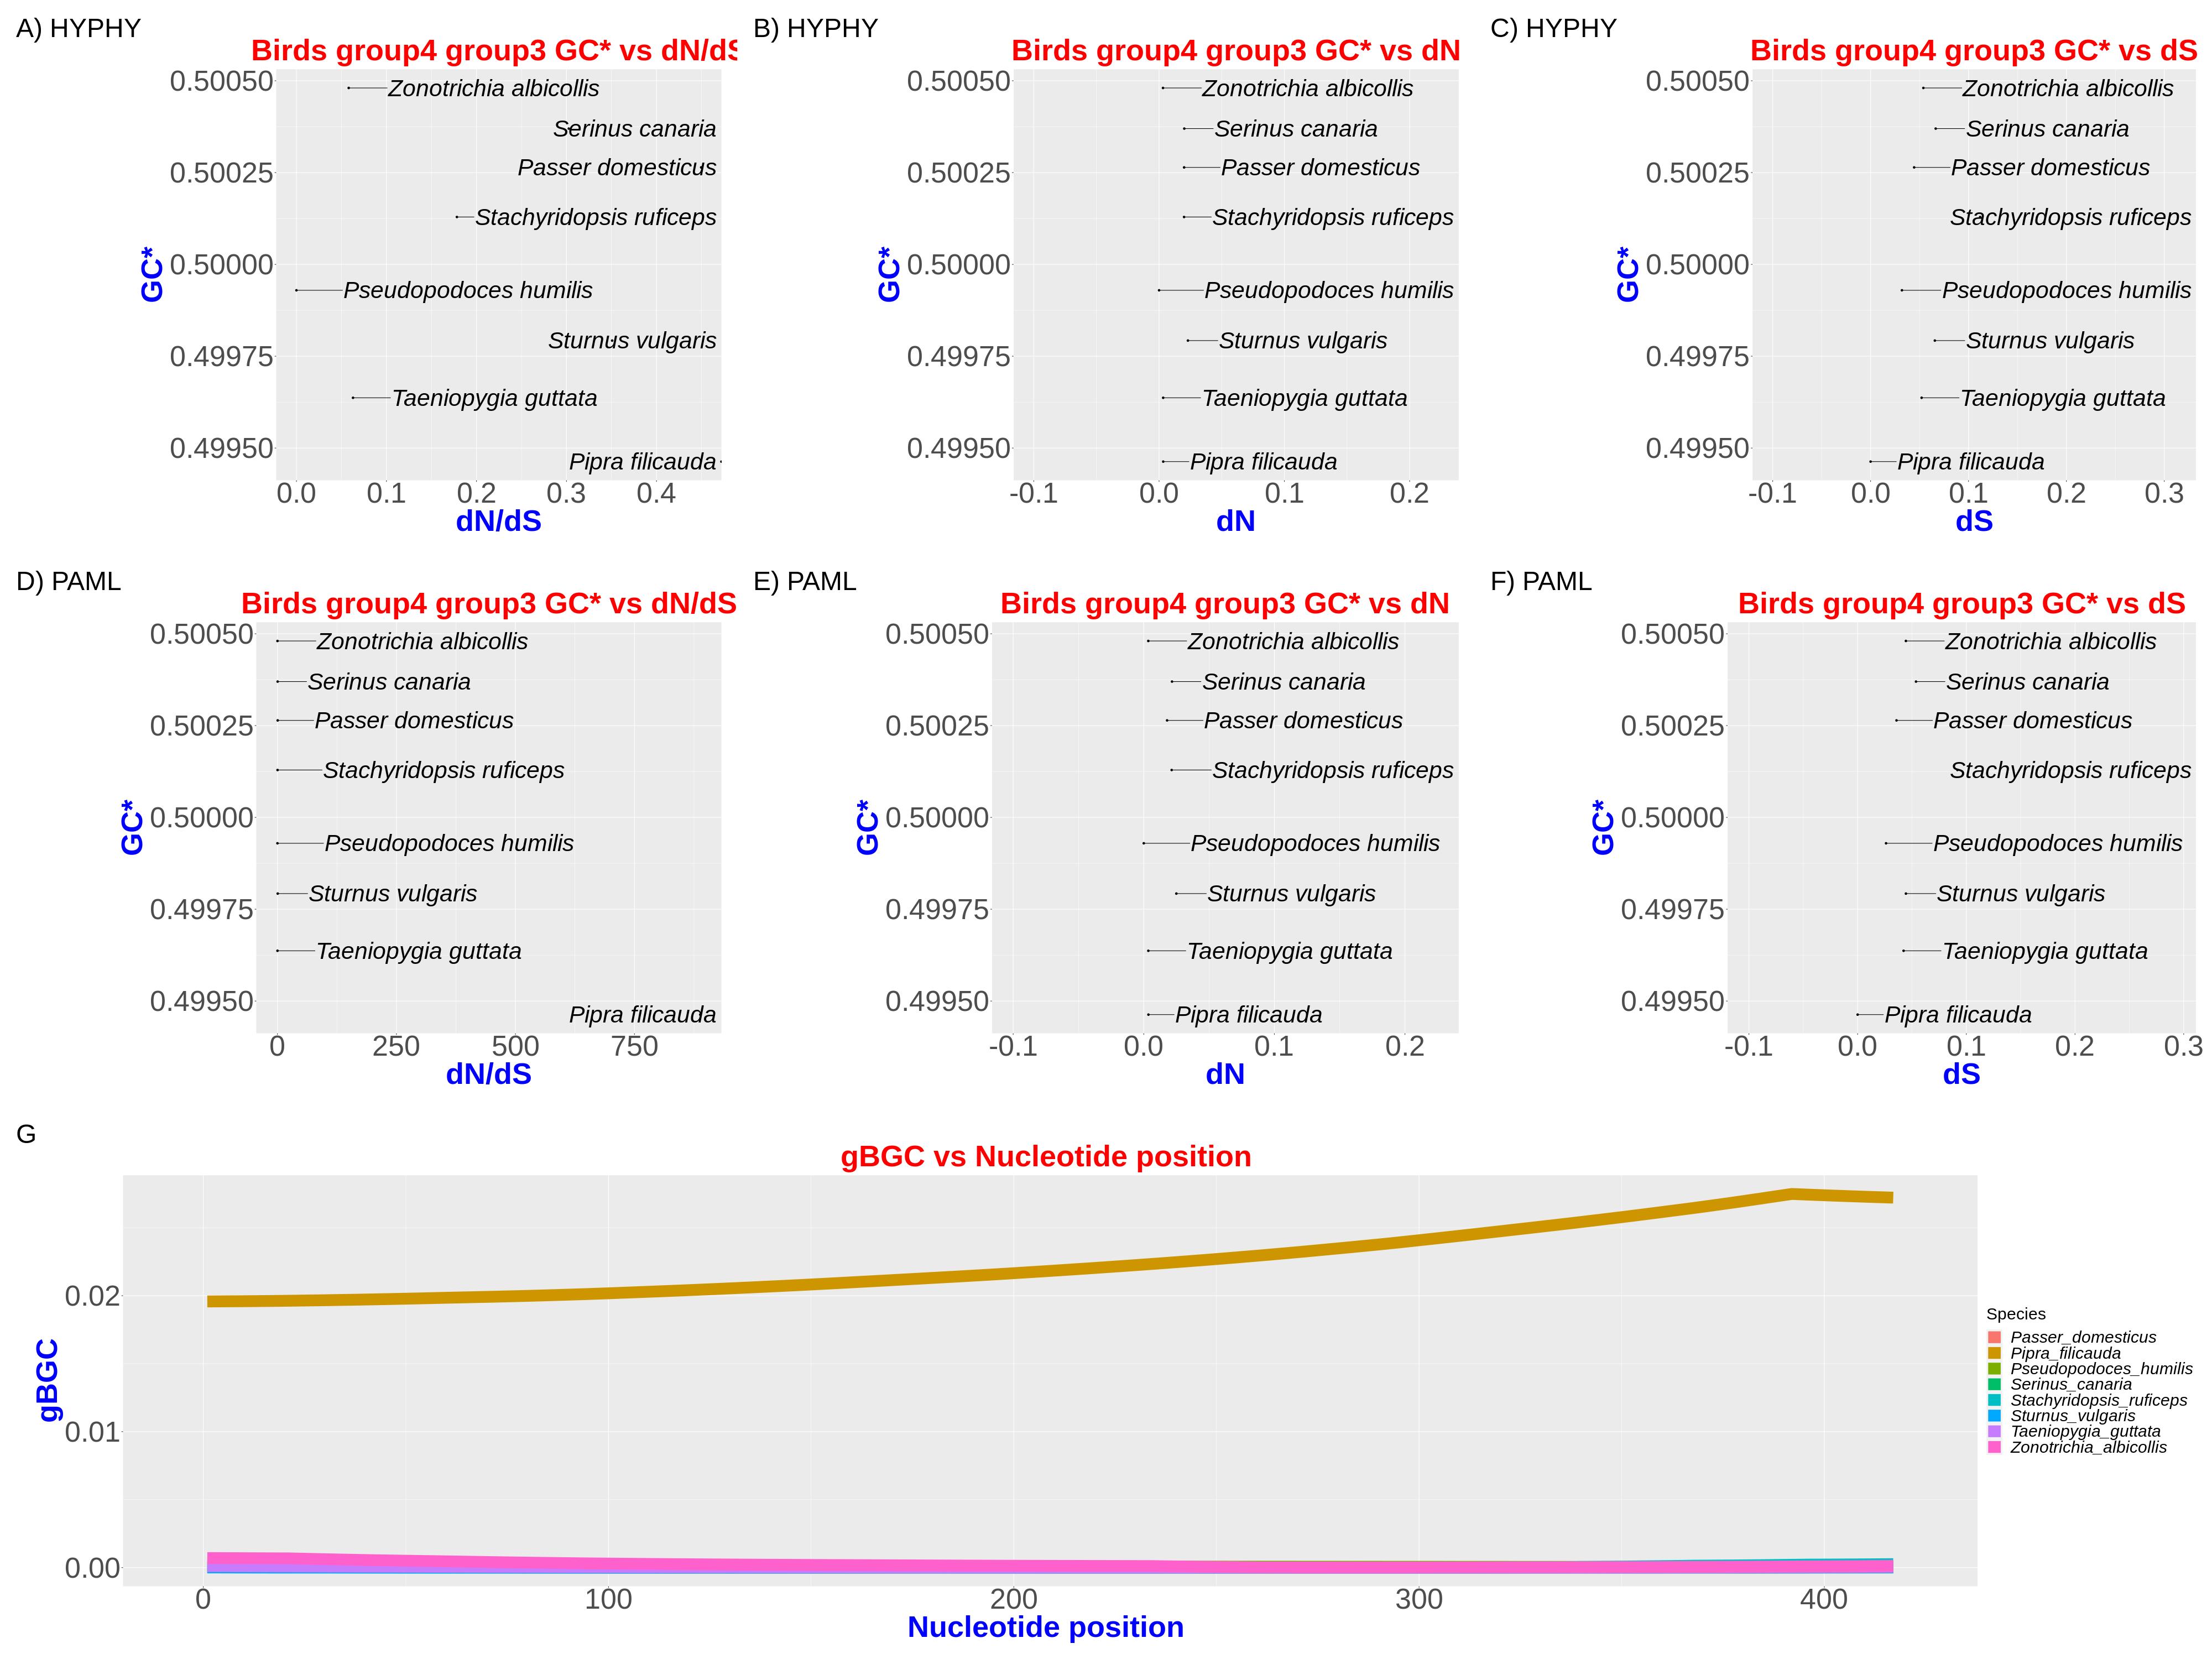 A) HYPHY
Birds group4 group3 GC* vs dN/dS
0.50050
0.50025
0.50000
0.49975
0.49950
GC*
Zonotrichia albicollis
Serinus canaria
Passer domesticus
Stachyridopsis ruficeps
Pseudopodoces humilis
Sturnus vulgaris
Taeniopygia guttata
Pipra filicauda
0.0 0.1 0.2 0.3 0.4
dN/dS
B) HYPHY
Birds group4 group3 GC* vs dN
0.50050
0.50025
0.50000
0.49975
0.49950
GC*
Zonotrichia albicollis
Serinus canaria
Passer domesticus
Stachyridopsis ruficeps
Pseudopodoces humilis
Sturnus vulgaris
Taeniopygia guttata
Pipra filicauda
-0.1 0.0 0.1 0.2
dN
C) HYPHY
Birds group4 group3 GC* vs dS
0.50050
0.50025
0.50000
0.49975
0.49950
GC*
Zonotrichia albicollis
Serinus canaria
Passer domesticus
Stachyridopsis ruficeps
Pseudopodoces humilis
Sturnus vulgaris
Taeniopygia guttata
Pipra filicauda
-0.1 0.0 0.1 0.2 0.3
dS
D) PAML
Birds group4 group3 GC* vs dN/dS
0.50050
0.50025
0.50000
0.49975
0.49950
GC*
Zonotrichia albicollis
Serinus canaria
Passer domesticus
Stachyridopsis ruficeps
Pseudopodoces humilis
Sturnus vulgaris
Taeniopygia guttata
Pipra filicauda
0 250 500 750
dN/dS
E) PAML
Birds group4 group3 GC* vs dN
0.50050
0.50025
0.50000
0.49975
0.49950
GC*
Zonotrichia albicollis
Serinus canaria
Passer domesticus
Stachyridopsis ruficeps
Pseudopodoces humilis
Sturnus vulgaris
Taeniopygia guttata
Pipra filicauda
-0.1 0.0 0.1 0.2
dN
F) PAML
Birds group4 group3 GC* vs dS
0.50050
0.50025
0.50000
0.49975
0.49950
GC*
Zonotrichia albicollis
Serinus canaria
Passer domesticus
Stachyridopsis ruficeps
Pseudopodoces humilis
Sturnus vulgaris
Taeniopygia guttata
Pipra filicauda
-0.1 0.0 0.1 0.2 0.3
dS
G
gBGC vs Nucleotide position
0.02
0.01
0.00
gBGC
0 100 200 300 400
Nucleotide position
Species
Passer_domesticus
Pipra_filicauda
Pseudopodoces_humilis
Serinus_canaria
Stachyridopsis_ruficeps
Sturnus_vulgaris
Taeniopygia_guttata
Zonotrichia_albicollis